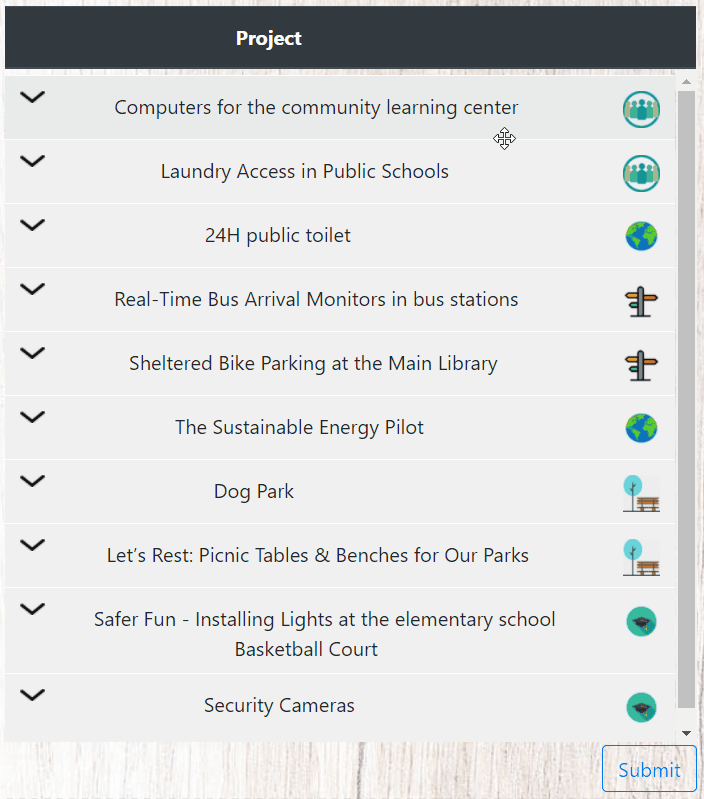 Project
Computers for the community learning center
Laundry Access in Public Schools
24H public toilet
Real-Time Bus Arrival Monitors in bus stations
Sheltered Bike Parking at the Main Library
The Sustainable Energy Pilot
Dog Park
Let’s Rest: Picnic Tables & Benches for Our Parks
Safer Fun - Installing Lights at the elementary school
Basketball Court
Security Cameras
Submit